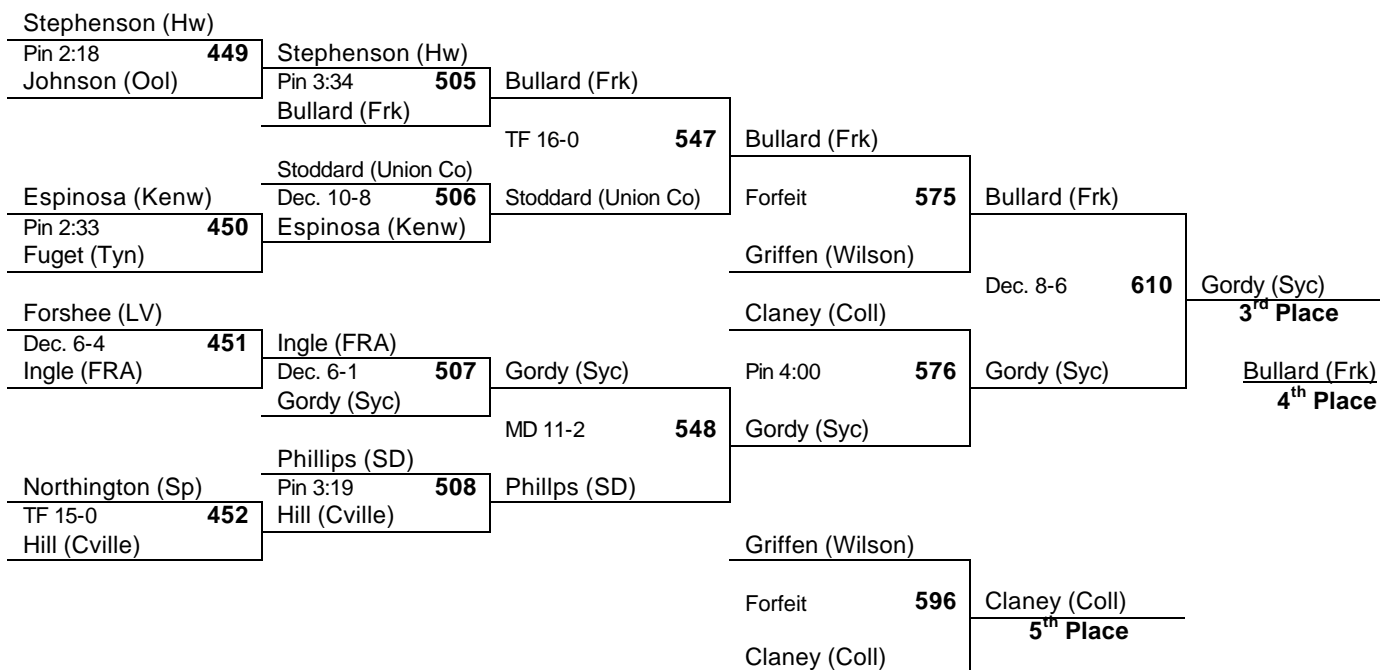 Stephenson (Hw)
Pin 2:18 449
Johnson (Ool)
Stephenson (Hw)
Pin 3:34 505
Bullard (Frk)
Bullard (Frk)
TF 16-0 547
Stoddard (Union Co)
Bullard (Frk)
Stoddard (Union Co)
Dec. 10-8 506
Espinosa (Kenw)
Espinosa (Kenw)
Pin 2:33 450
Fuget (Tyn)
Forfeit 575
Griffen (Wilson)
Bullard (Frk)
Dec. 8-6 610
Gordy (Syc)
3rd Place
Bullard (Frk)
4th Place
Forshee (LV)
Dec. 6-4 451
Ingle (FRA)
Ingle (FRA)
Dec. 6-1 507
Gordy (Syc)
Gordy (Syc)
MD 11-2 548
Phillps (SD)
Claney (Coll)
Pin 4:00 576
Gordy (Syc)
Gordy (Syc)
Phillips (SD)
Pin 3:19 508
Hill (Cville)
Northington (Sp)
TF 15-0 452
Hill (Cville)
Griffen (Wilson)
Forfeit 596
Claney (Coll)
Claney (Coll)
5th Place